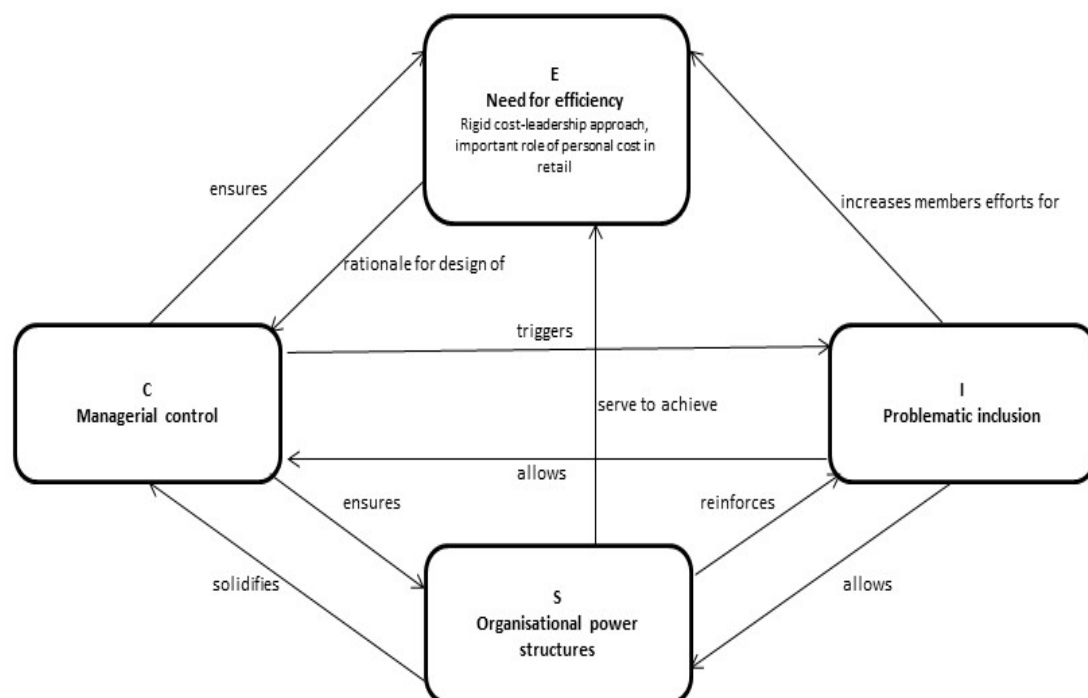 E
Need for efficiency
Rigid cost-leadership approach,
important role of personal cost in
retail
ensures
increases members efforts for
rationale for design of
triggers
C
Managerial control
I
Problematic inclusion
serve to achieve
allows
ensures
reinforces
solidifies
allows
S
Organisational power
structures